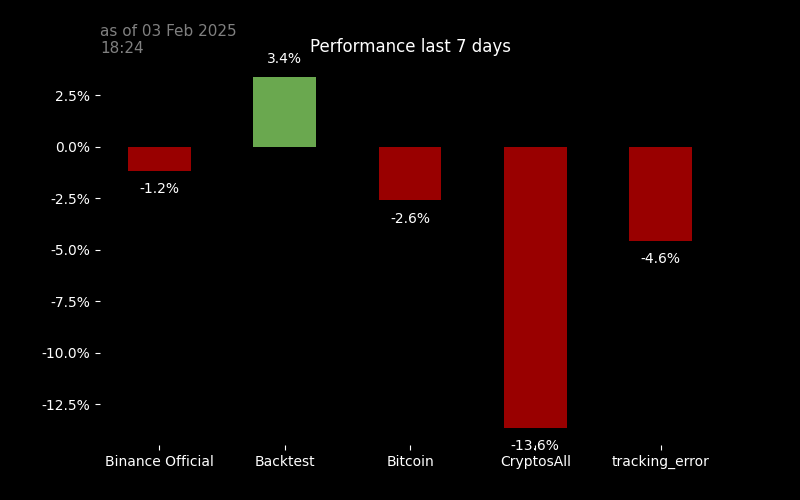 as of 03 Feb 2025
18:24
Performance last 7 days
3.4%
2.5%
0.0%
-1.2%
-2.5%
-2.6%
-5.0%
-4.6%
-7.5%
-10.0%
-12.5%
-13.6%
Binance Official
Backtest
Bitcoin
CryptosAll
tracking_error